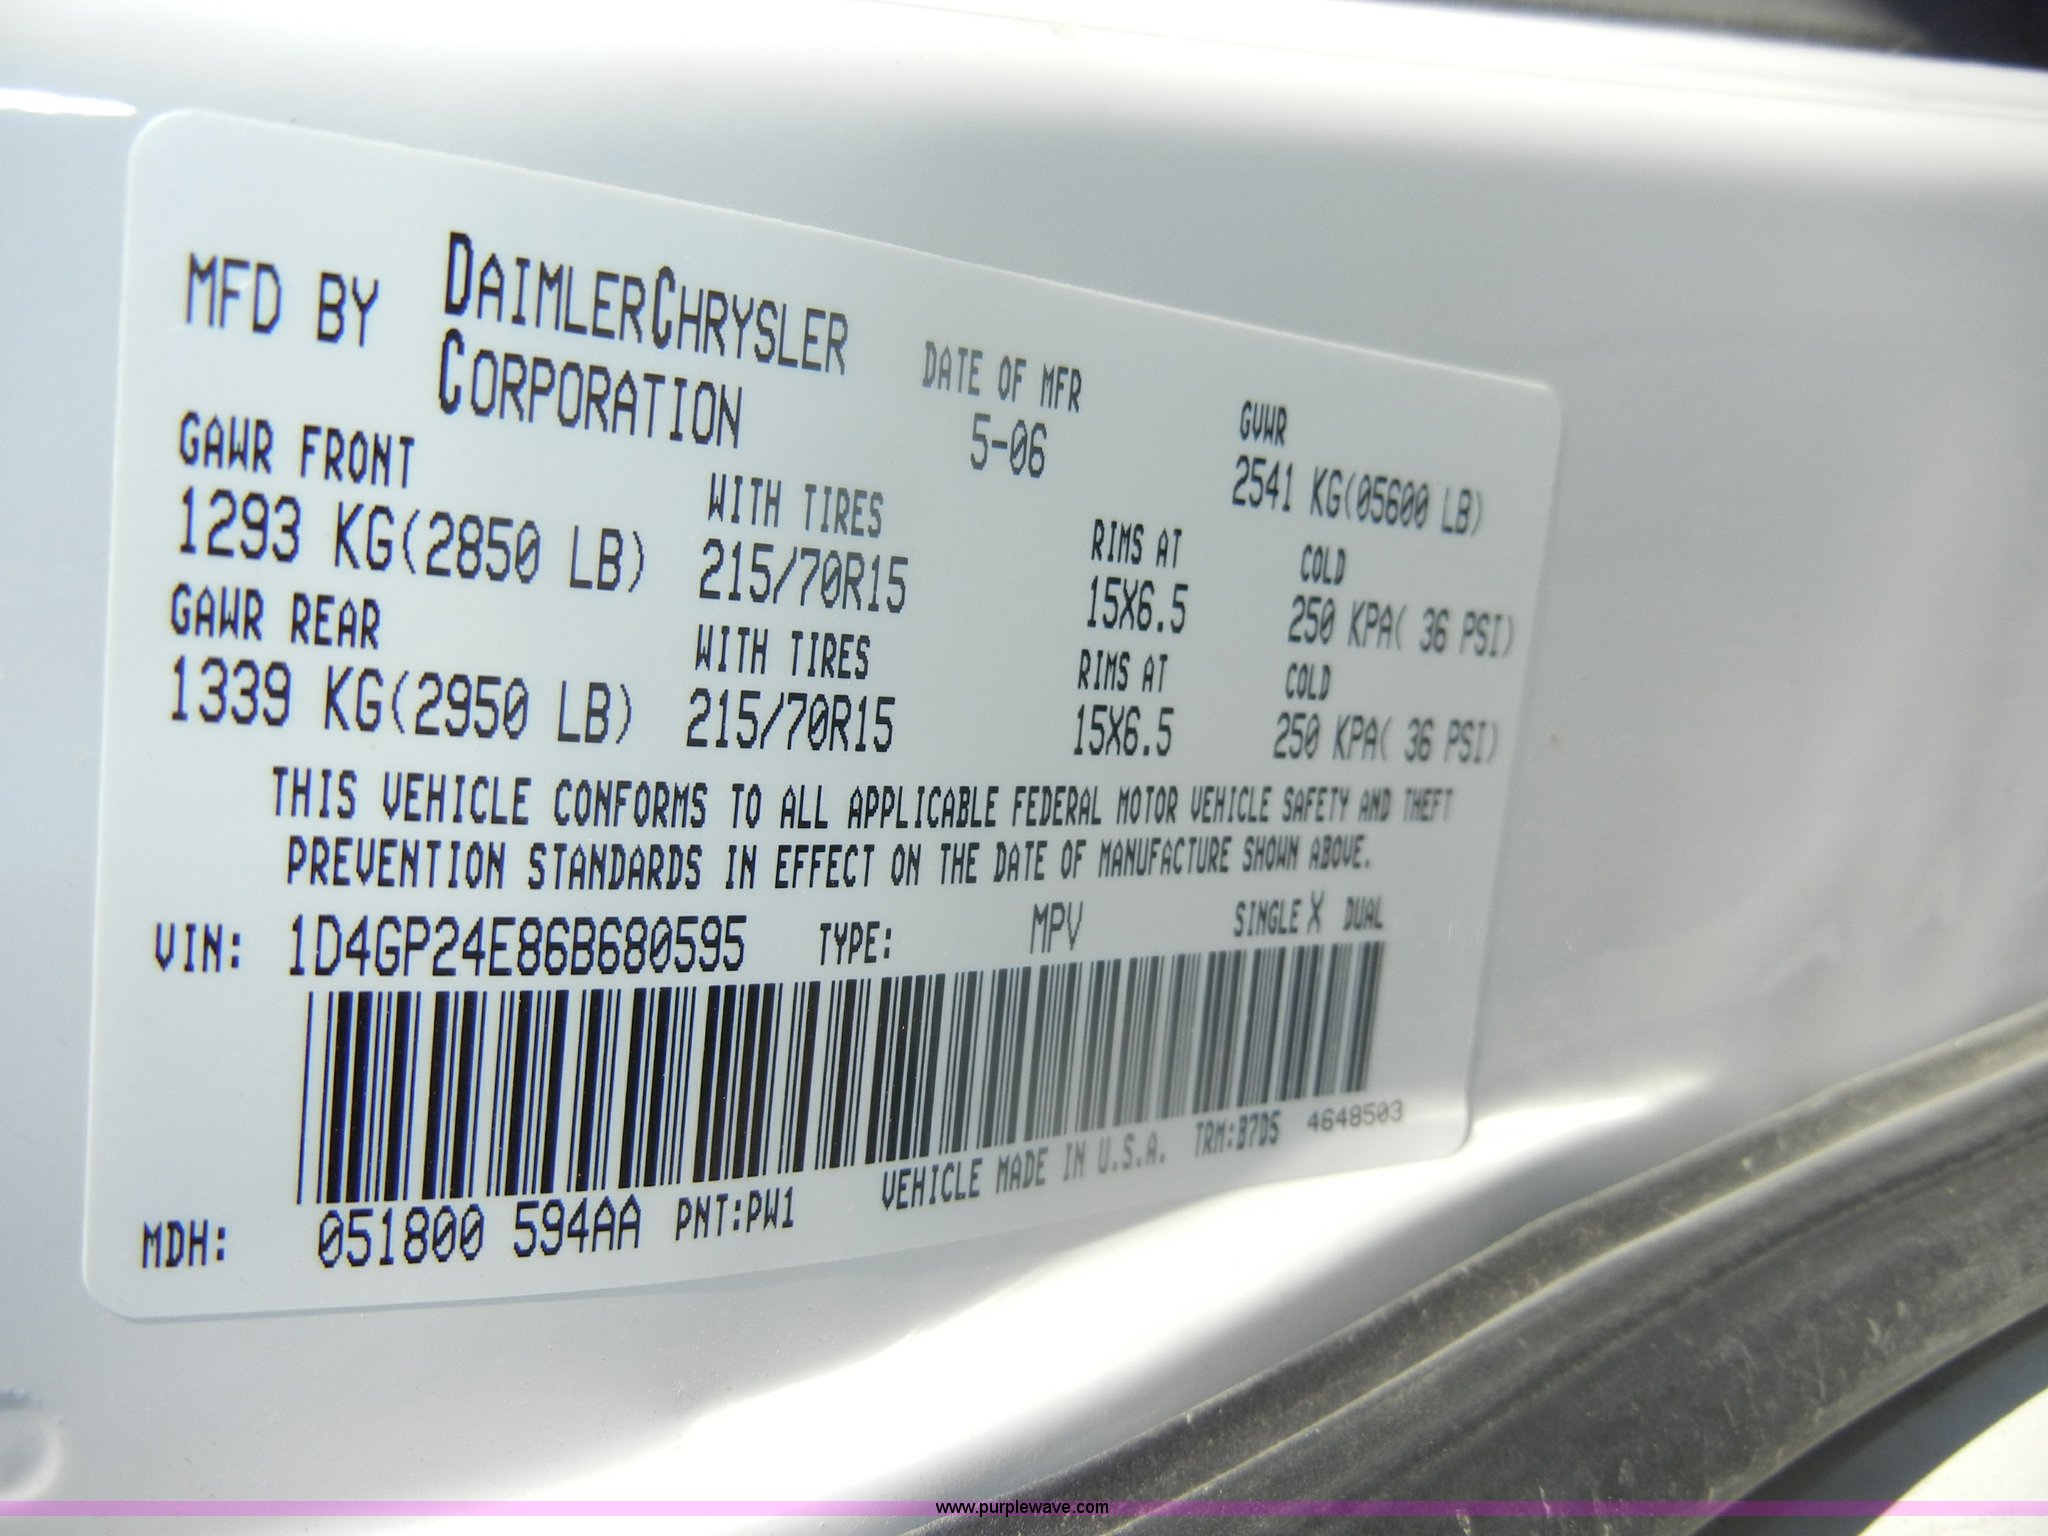 MFD BY DAIMLERCHRYSLER CORPORATION
DATE OF MFR
5-06
GVWR
2541 KG(05600 LB)
GAWR FRONT WITH TIRES RIMS AT COLD
1293 KG(2850 LB) 215/70R15 15X6.5 250 KPA( 36 PSI)
GAWR REAR WITH TIRES RIMS AT COLD
1339 KG(2950 LB) 215/70R15 15X6.5 250 KPA( 36 PSI)
THIS VEHICLE CONFORMS TO ALL APPLICABLE FEDERAL MOTOR VEHICLE SAFETY AND THEFT
PREVENTION STANDARDS IN EFFECT ON THE DATE OF MANUFACTURE SHOWN ABOVE.
VIN: 1D4GP24E86B680595 TYPE: MPV SINGLE X DUAL
MDH: 051800 594AA PNT:PW1 VEHICLE MADE IN U.S.A. TRM:B7D5 4648503
www.purplewave.com